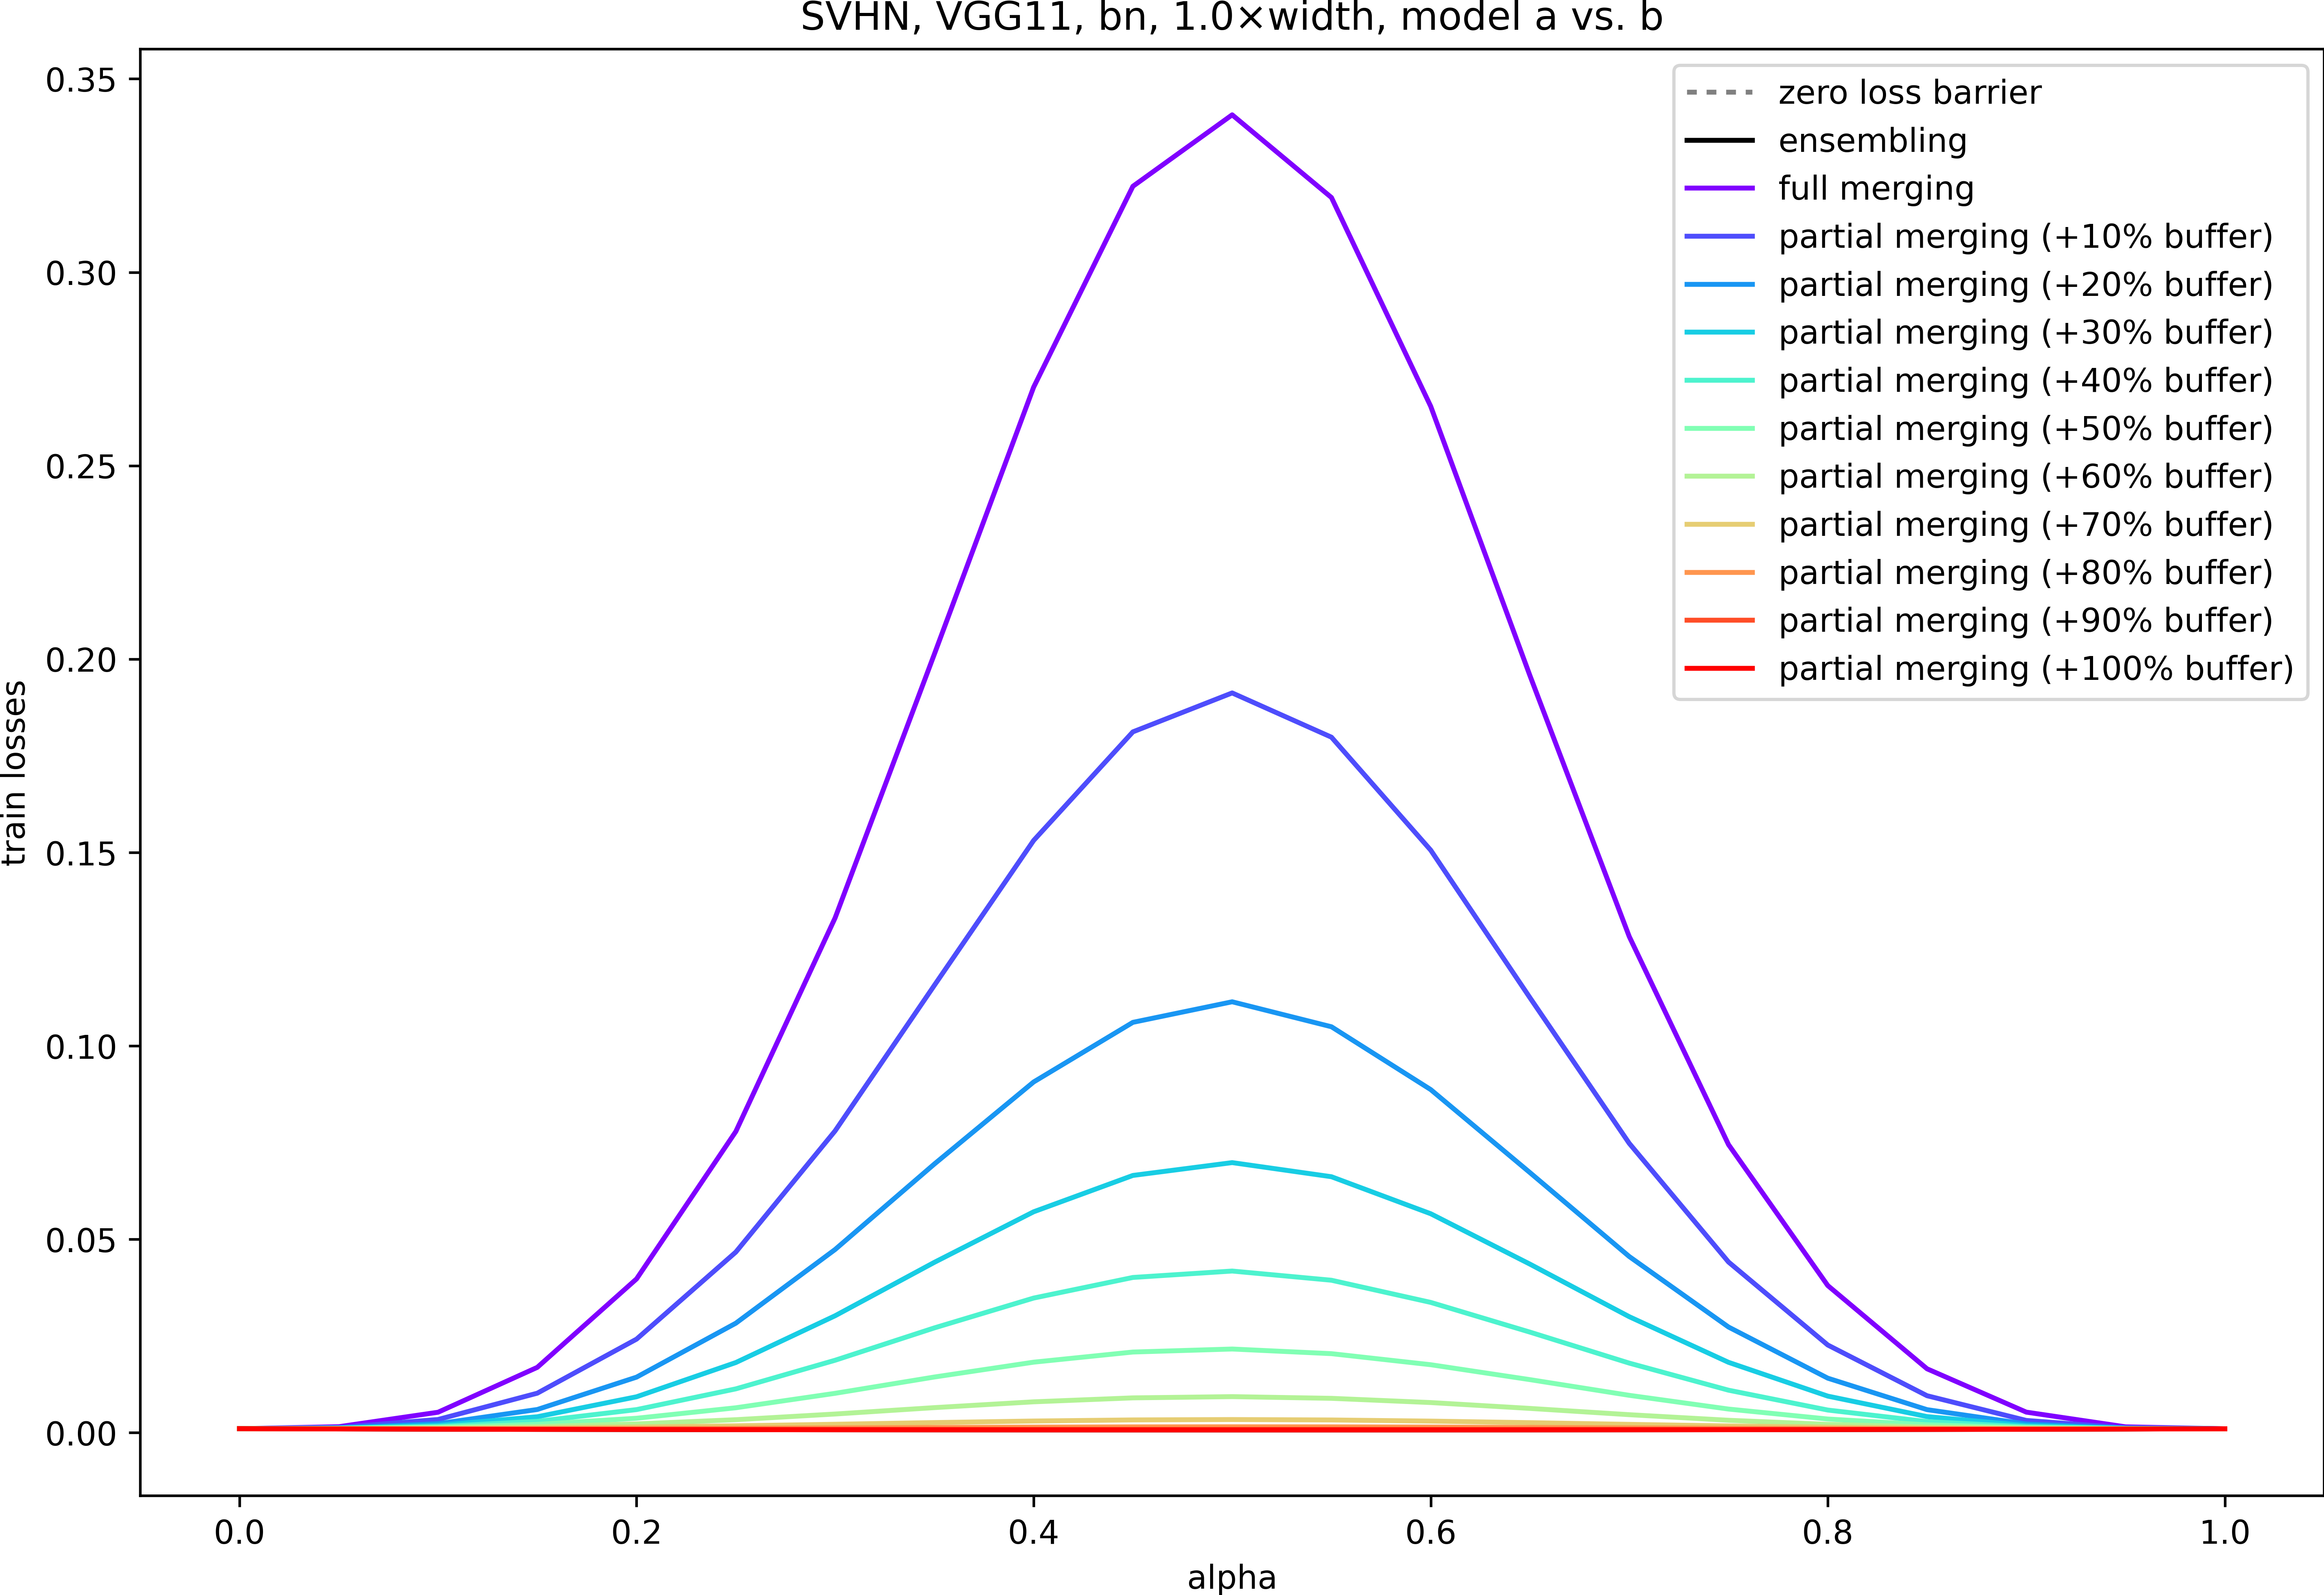 SVHN, VGG11, bn, 1.0×width, model a vs. b
0.35
0.30
0.25
0.20
0.15
0.10
0.05
0.00
train losses
zero loss barrier
ensembling
full merging
partial merging (+10% buffer)
partial merging (+20% buffer)
partial merging (+30% buffer)
partial merging (+40% buffer)
partial merging (+50% buffer)
partial merging (+60% buffer)
partial merging (+70% buffer)
partial merging (+80% buffer)
partial merging (+90% buffer)
partial merging (+100% buffer)
0.0 0.2 0.4 0.6 0.8 1.0
alpha